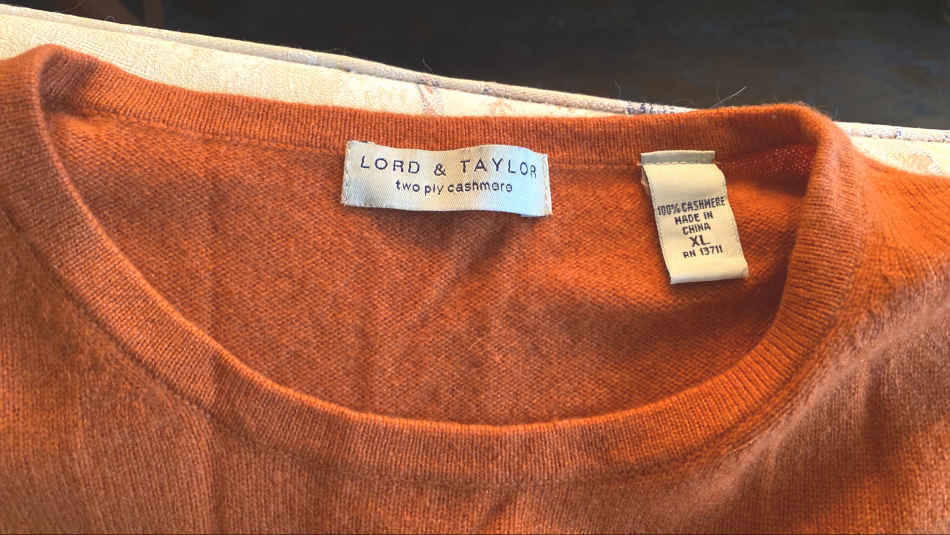 LORD & TAYLOR
two ply cashmere
100% CASHMERE
MADE IN
CHINA
XL
RN 13711